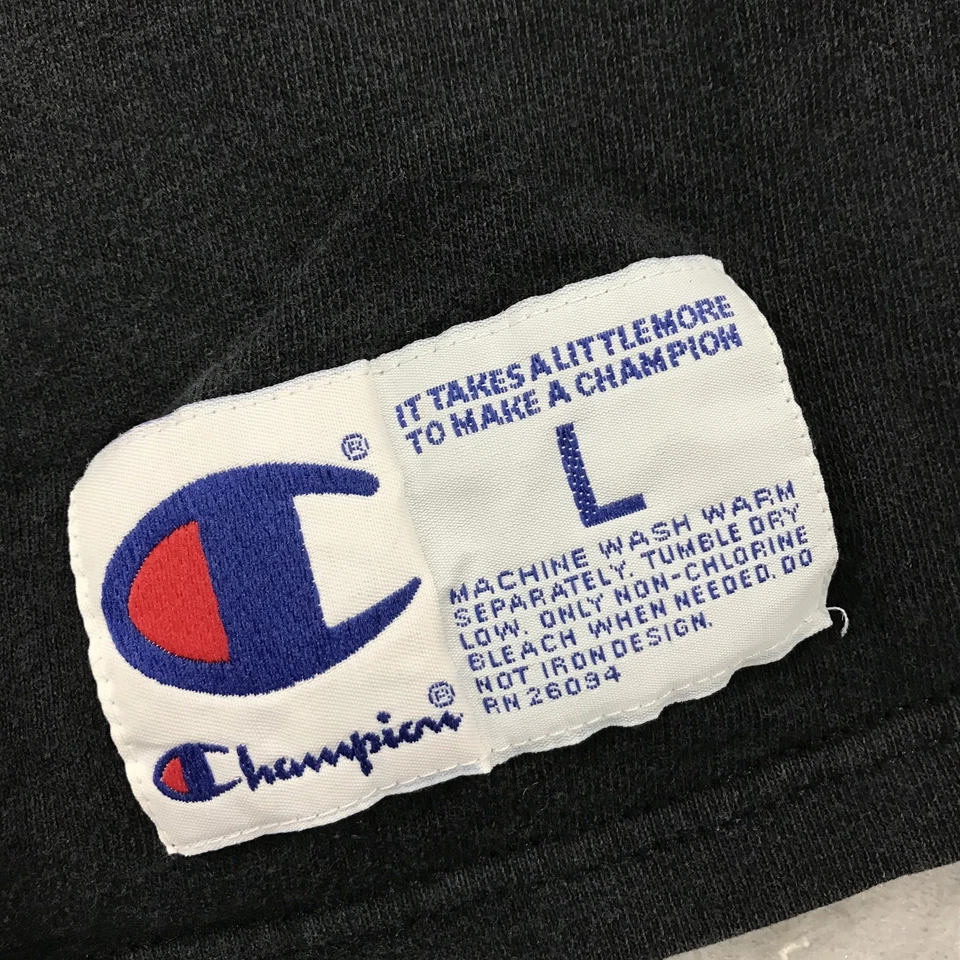 ®
Champion®
IT TAKES A LITTLE MORE
TO MAKE A CHAMPION
L
MACHINE WASH WARM
SEPARATELY. TUMBLE DRY
LOW. ONLY NON-CHLORINE
BLEACH WHEN NEEDED. DO
NOT IRON DESIGN.
RN 26094